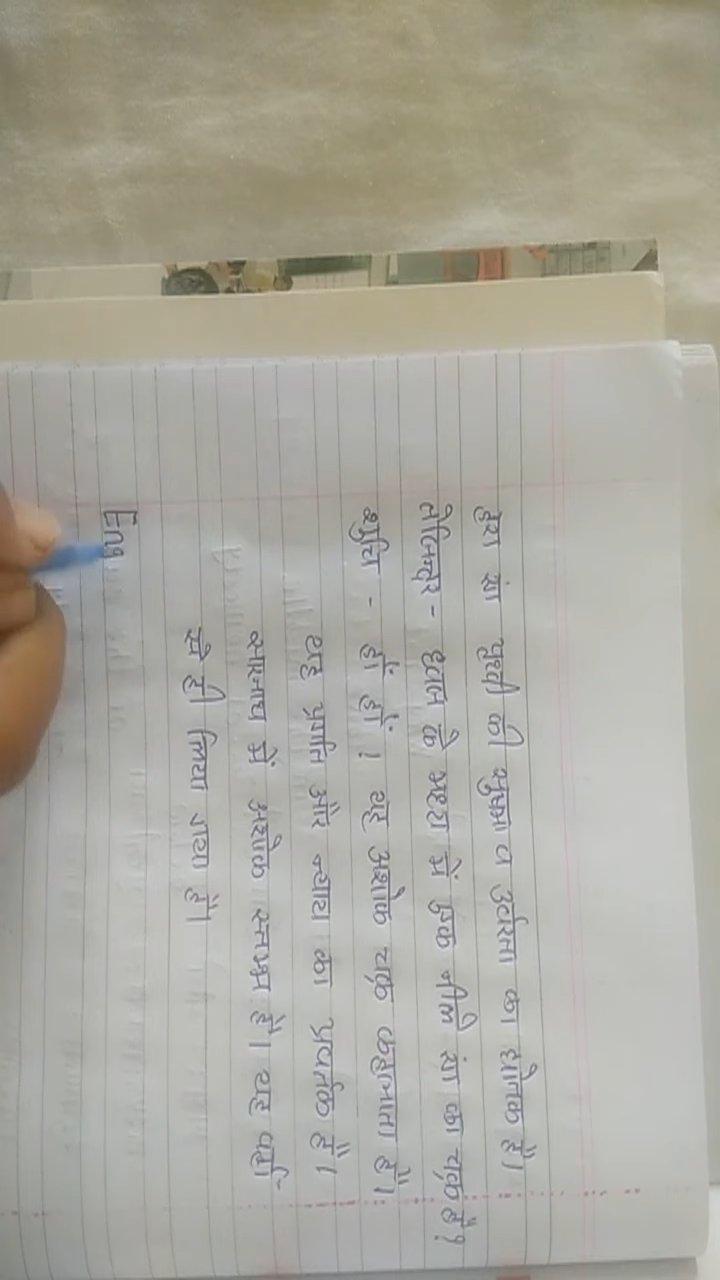 हरा रंग पृथ्वी की सुषमा व उर्वरता का द्योतक हैं।
तेजिन्दर - ध्वज के मध्य में एक नीले रंग का चक्र हैं?
श्रुति - हाँ हाँ ! यह अशोक चक्र कहलाता हैं।
यह प्रगति और न्याय का प्रवर्तक हैं।
सारनाथ में अशोक स्तम्भ हैं। यह वहीं
से ही लिया गया हैं।
Eng